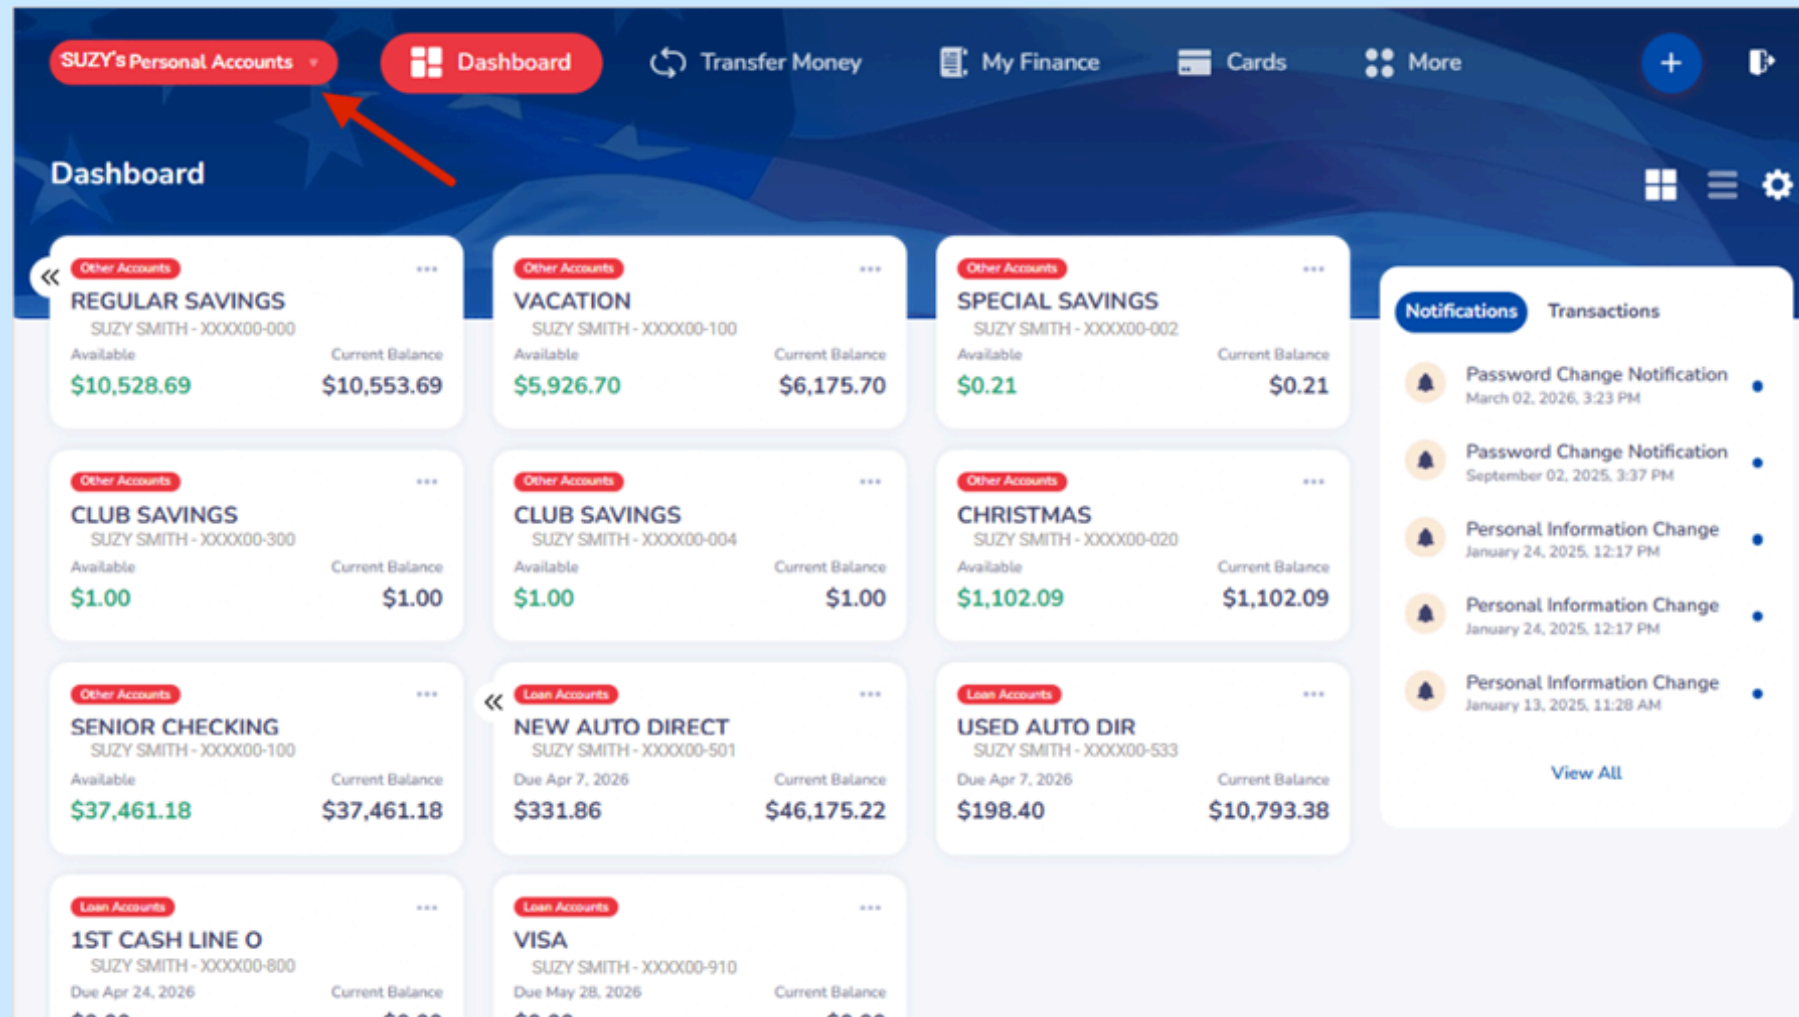 SUZY's Personal Accounts
Dashboard
Transfer Money
My Finance
Cards
More
Dashboard
Other Accounts
REGULAR SAVINGS
SUZY SMITH - XXXX00-000
Available Current Balance
$10,528.69 $10,553.69
Other Accounts
VACATION
SUZY SMITH - XXXX00-100
Available Current Balance
$5,926.70 $6,175.70
Other Accounts
SPECIAL SAVINGS
SUZY SMITH - XXXX00-002
Available Current Balance
$0.21 $0.21
Other Accounts
CLUB SAVINGS
SUZY SMITH - XXXX00-300
Available Current Balance
$1.00 $1.00
Other Accounts
CLUB SAVINGS
SUZY SMITH - XXXX00-004
Available Current Balance
$1.00 $1.00
Other Accounts
CHRISTMAS
SUZY SMITH - XXXX00-020
Available Current Balance
$1,102.09 $1,102.09
Other Accounts
SENIOR CHECKING
SUZY SMITH - XXXX00-100
Available Current Balance
$37,461.18 $37,461.18
Loan Accounts
NEW AUTO DIRECT
SUZY SMITH - XXXX00-501
Due Apr 7, 2026 Current Balance
$331.86 $46,175.22
Loan Accounts
USED AUTO DIR
SUZY SMITH - XXXX00-533
Due Apr 7, 2026 Current Balance
$198.40 $10,793.38
Loan Accounts
1ST CASH LINE O
SUZY SMITH - XXXX00-800
Due Apr 24, 2026 Current Balance
Loan Accounts
VISA
SUZY SMITH - XXXX00-910
Due May 28, 2026 Current Balance
Notifications Transactions
Password Change Notification
March 02, 2026, 3:23 PM
Password Change Notification
September 02, 2025, 3:37 PM
Personal Information Change
January 24, 2025, 12:17 PM
Personal Information Change
January 24, 2025, 12:17 PM
Personal Information Change
January 13, 2025, 11:28 AM
View All